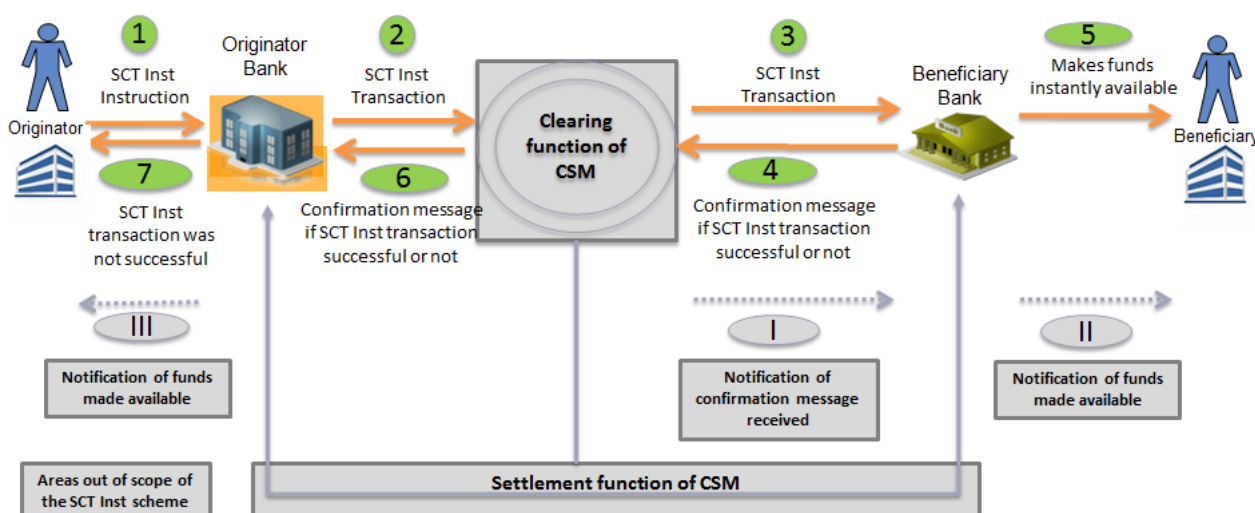 1
SCT Inst
Instruction
Originator
7
SCT Inst
transaction was
not successful
Originator
Bank
2
SCT Inst
Transaction
6
Confirmation message
if SCT Inst transaction
successful or not
Clearing
function of
CSM
3
SCT Inst
Transaction
4
Confirmation message
if SCT Inst transaction
successful or not
Beneficiary
Bank
5
Makes funds
instantly available
Beneficiary
III
Notification of funds
made available
I
Notification of
confirmation message
received
II
Notification of funds
made available
Areas out of scope of
the SCT Inst scheme
Settlement function of CSM